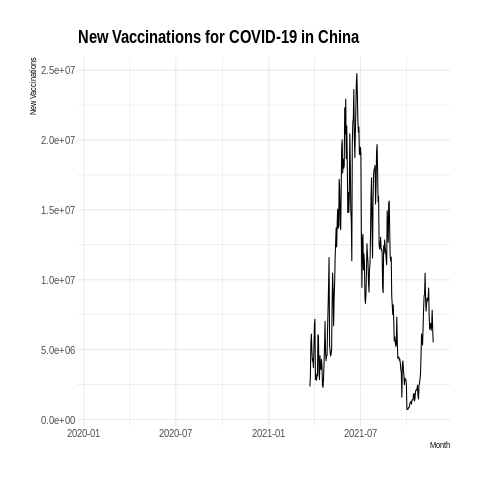 New Vaccinations for COVID-19 in China
New Vaccinations
2.5e+07
2.0e+07
1.5e+07
1.0e+07
5.0e+06
0.0e+00
2020-01 2020-07 2021-01 2021-07
Month